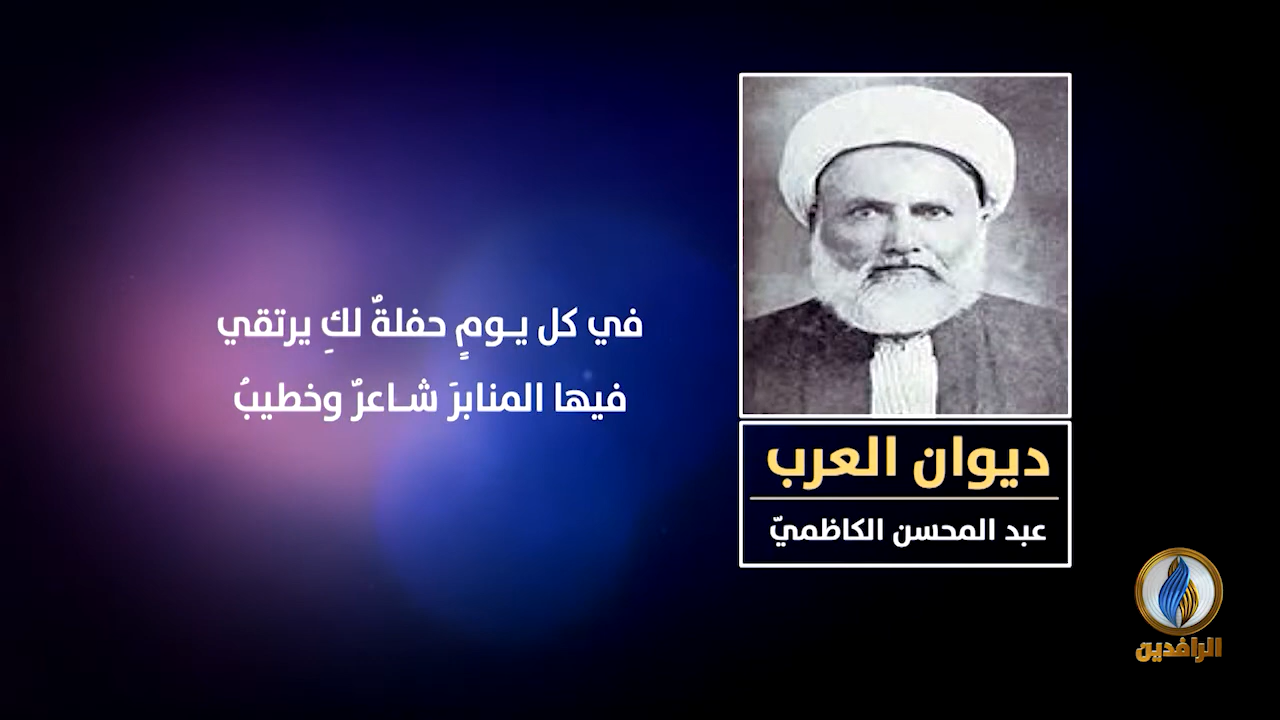 في كل يـومٍ حفلةٌ لكِ يرتقي
فيها المنابرَ شـاعرٌ وخطيبُ
ديوان العرب
عبد المحسن الكاظميّ
الرافدين